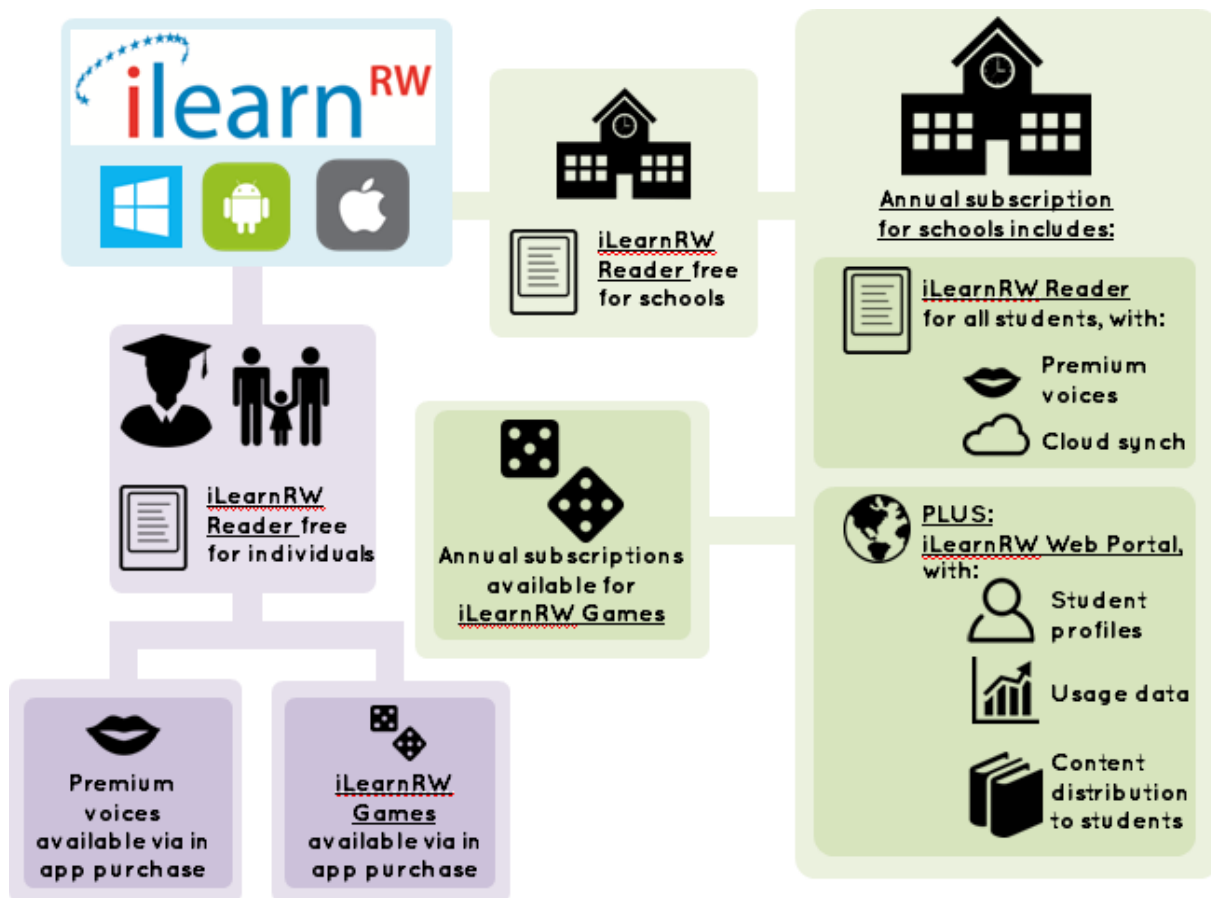 ilearnRW
iLearnRW
Reader free
for schools
Annual subscription
for schools includes:
iLearnRW Reader
for all students, with:
Premium
voices
Cloud synch
PLUS:
iLearnRW Web Portal,
with:
Student
profiles
Usage data
Content
distribution
to students
Annual subscriptions
available for
iLearnRW Games
iLearnRW
Reader free
for individuals
Premium
voices
available via in
app purchase
iLearnRW
Games
available via in
app purchase